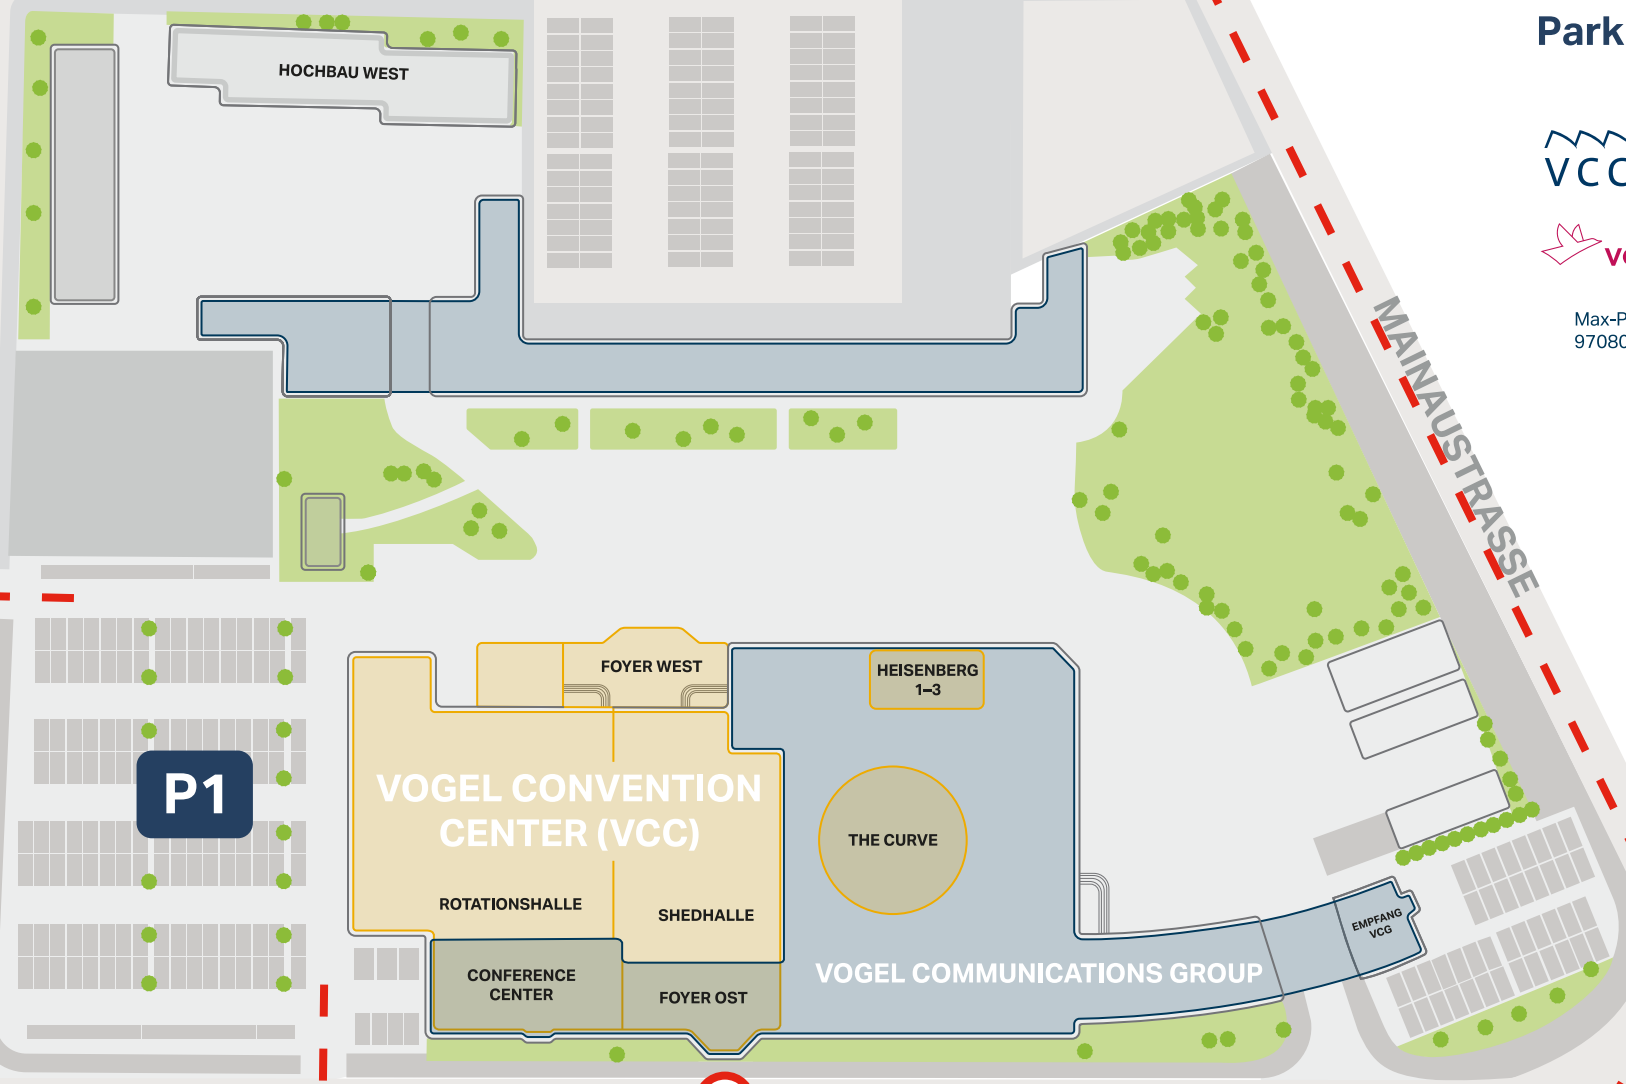 Park
HOCHBAU WEST
VCC
Max-P
97080
MAINAUSTRASSE
FOYER WEST
HEISENBERG
1–3
VOGEL CONVENTION
CENTER (VCC)
P1
THE CURVE
ROTATIONSHALLE
SHEDHALLE
EMPFANG
VCG
CONFERENCE
CENTER
FOYER OST
VOGEL COMMUNICATIONS GROUP